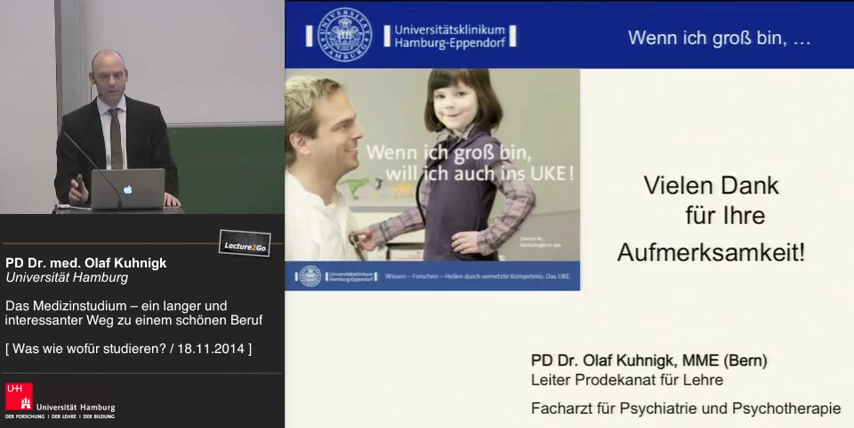 Universitätsklinikum
Hamburg-Eppendorf
Wenn ich groß bin, …
Wenn ich groß bin,
will ich auch ins UKE!
Universitätsklinikum
Hamburg-Eppendorf
Wissen – Forschen – Heilen durch vernetzte Kompetenz: Das UKE.
Vielen Dank
für Ihre
Aufmerksamkeit!
PD Dr. Olaf Kuhnigk, MME (Bern)
Leiter Prodekanat für Lehre
Facharzt für Psychiatrie und Psychotherapie
Lecture2Go
PD Dr. med. Olaf Kuhnigk
Universität Hamburg
Das Medizinstudium – ein langer und
interessanter Weg zu einem schönen Beruf
[ Was wie wofür studieren? / 18.11.2014 ]
UH
Universität Hamburg
DER FORSCHUNG | DER LEHRE | DER BILDUNG